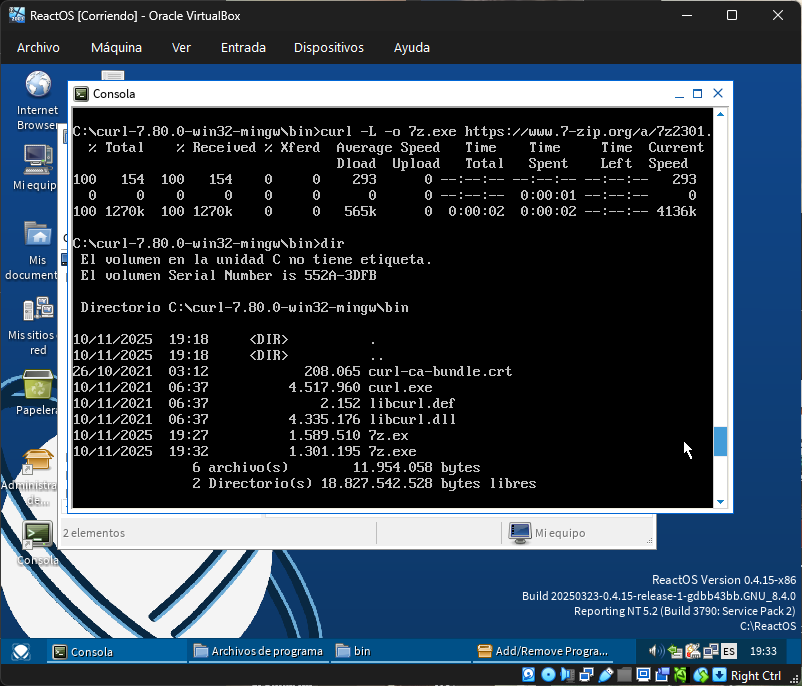 ReactOS [Corriendo] - Oracle VirtualBox
Archivo Máquina Ver Entrada Dispositivos Ayuda
Internet
Browser
Mi equip
Mis
document
Mis sitios
red
Papelera
Administra
de...
Consola
Consola
C:\curl-7.80.0-win32-mingw\bin>curl -L -o 7z.exe https://www.7-zip.org/a/7z2301.
% Total % Received % Xferd Average Speed Time Time Time Current
Dload Upload Total Spent Left Speed
100 154 100 154 0 0 293 0 --:--:-- --:--:-- --:--:-- 293
0 0 0 0 0 0 0 0 --:--:-- 0:00:01 --:--:-- 0
100 1270k 100 1270k 0 0 565k 0 0:00:02 0:00:02 --:--:-- 4136k
C:\curl-7.80.0-win32-mingw\bin>dir
El volumen en la unidad C no tiene etiqueta.
El volumen Serial Number is 552A-3DFB
Directorio C:\curl-7.80.0-win32-mingw\bin
10/11/2025 19:18 <DIR> .
10/11/2025 19:18 <DIR> ..
26/10/2021 03:12 208.065 curl-ca-bundle.crt
10/11/2021 06:37 4.517.960 curl.exe
10/11/2021 06:37 2.152 libcurl.def
10/11/2021 06:37 4.335.176 libcurl.dll
10/11/2025 19:27 1.589.510 7z.ex
10/11/2025 19:32 1.301.195 7z.exe
6 archivo(s) 11.954.058 bytes
2 Directorio(s) 18.827.542.528 bytes libres
2 elementos
Mi equipo
ReactOS Version 0.4.15-x86
Build 20250323-0.4.15-release-1-gdbb43bb.GNU_8.4.0
Reporting NT 5.2 (Build 3790: Service Pack 2)
C:\ReactOS
Consola Archivos de programa bin Add/Remove Progra... ES 19:33
Right Ctrl